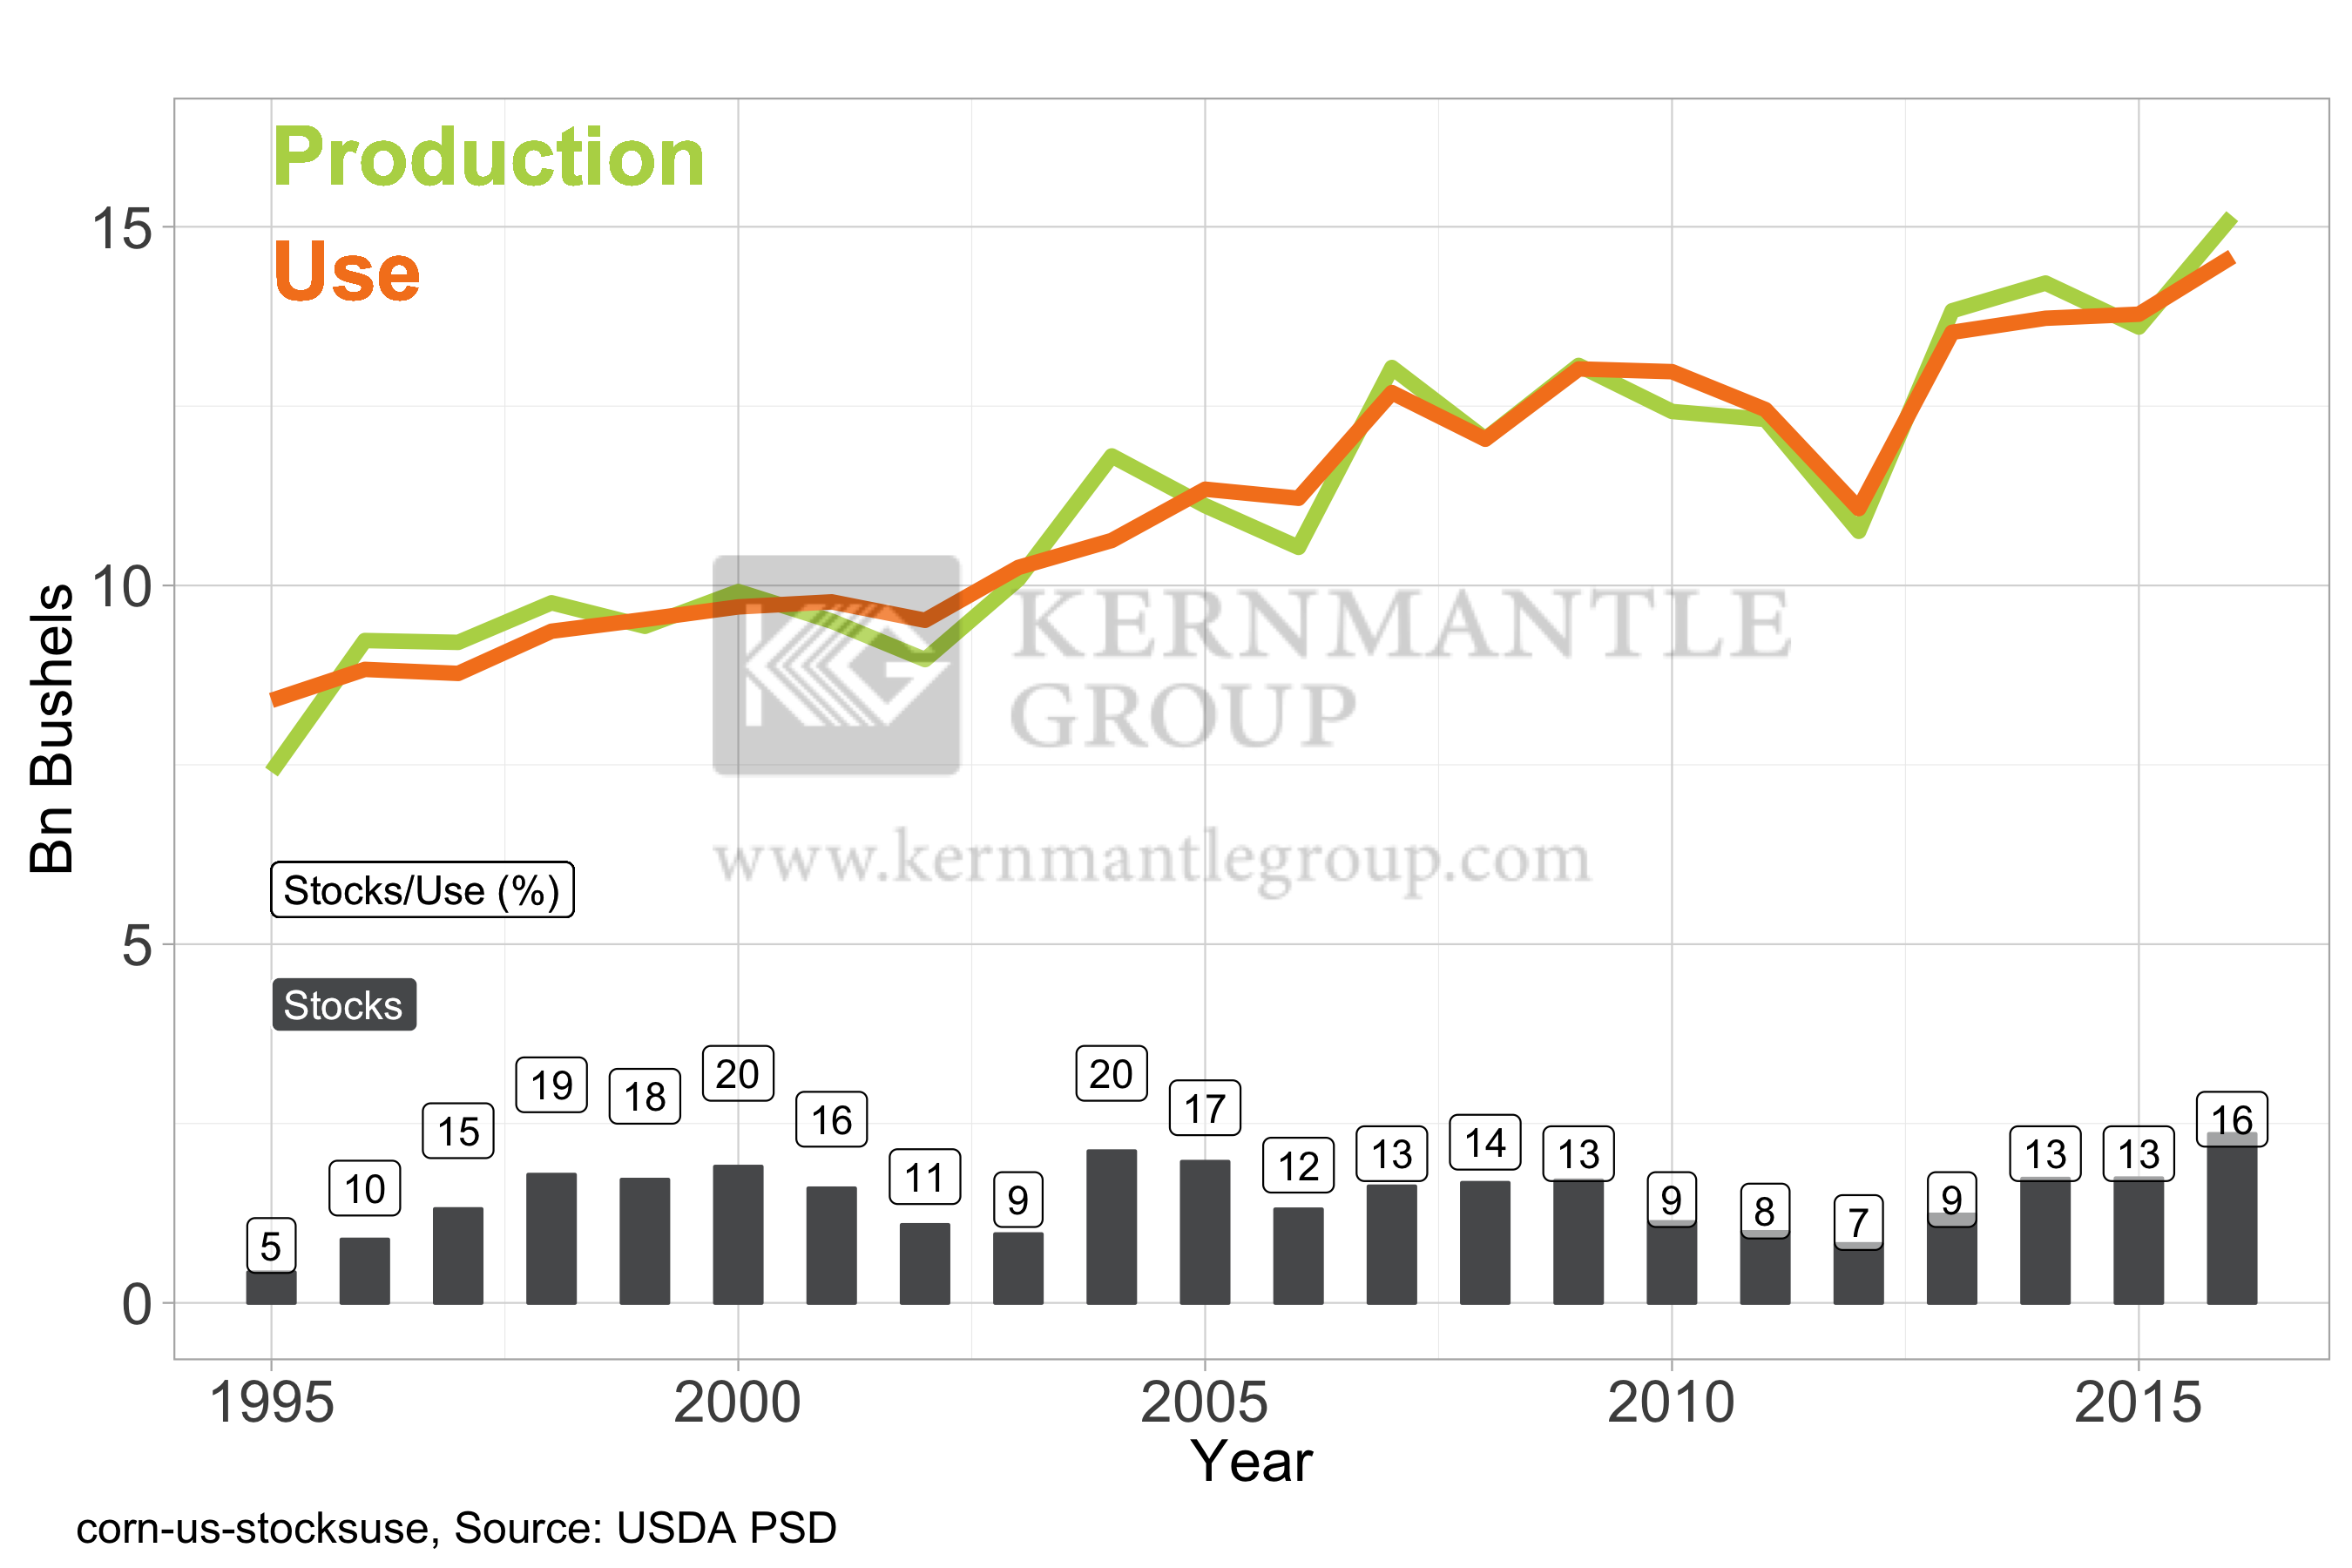 Production
Use
15
10
5
0
Bn Bushels
KERNMANTLE
GROUP
www.kernmantlegroup.com
Stocks/Use (%)
Stocks
5 10 15 19 18 20 16 11 9 20 17 12 13 14 13 9 8 7 9 13 13 16
1995 2000 2005 2010 2015
Year
corn-us-stocksuse, Source: USDA PSD